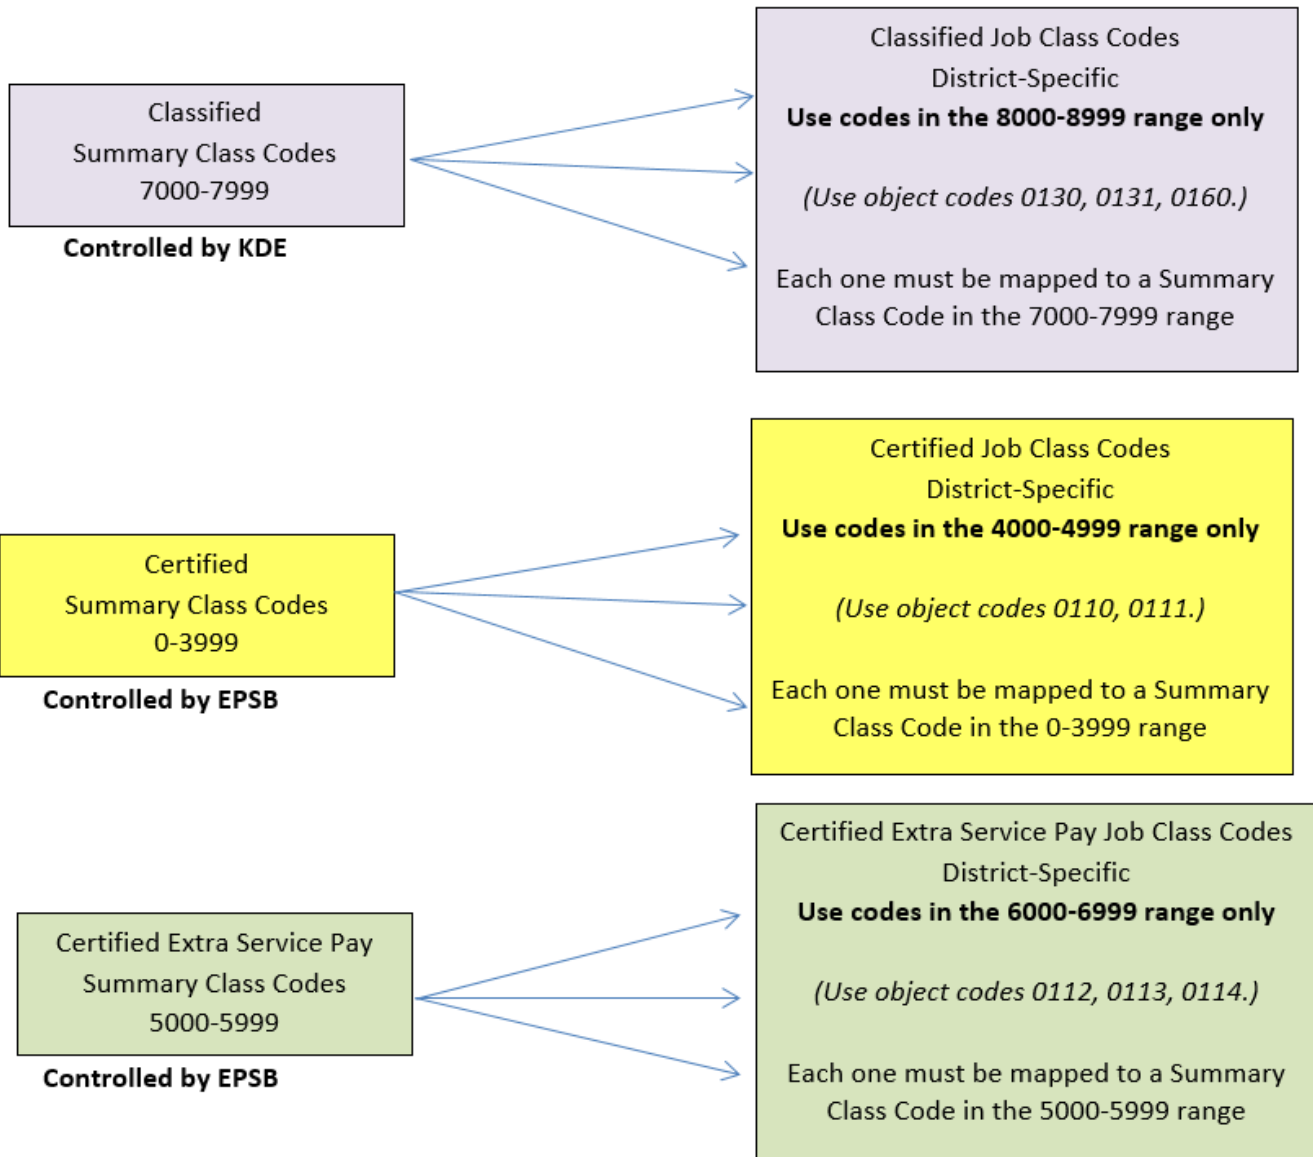 Classified
Summary Class Codes
7000-7999
Controlled by KDE
Classified Job Class Codes
District-Specific
Use codes in the 8000-8999 range only
(Use object codes 0130, 0131, 0160.)
Each one must be mapped to a Summary
Class Code in the 7000-7999 range
Certified
Summary Class Codes
0-3999
Controlled by EPSB
Certified Job Class Codes
District-Specific
Use codes in the 4000-4999 range only
(Use object codes 0110, 0111.)
Each one must be mapped to a Summary
Class Code in the 0-3999 range
Certified Extra Service Pay
Summary Class Codes
5000-5999
Controlled by EPSB
Certified Extra Service Pay Job Class Codes
District-Specific
Use codes in the 6000-6999 range only
(Use object codes 0112, 0113, 0114.)
Each one must be mapped to a Summary
Class Code in the 5000-5999 range